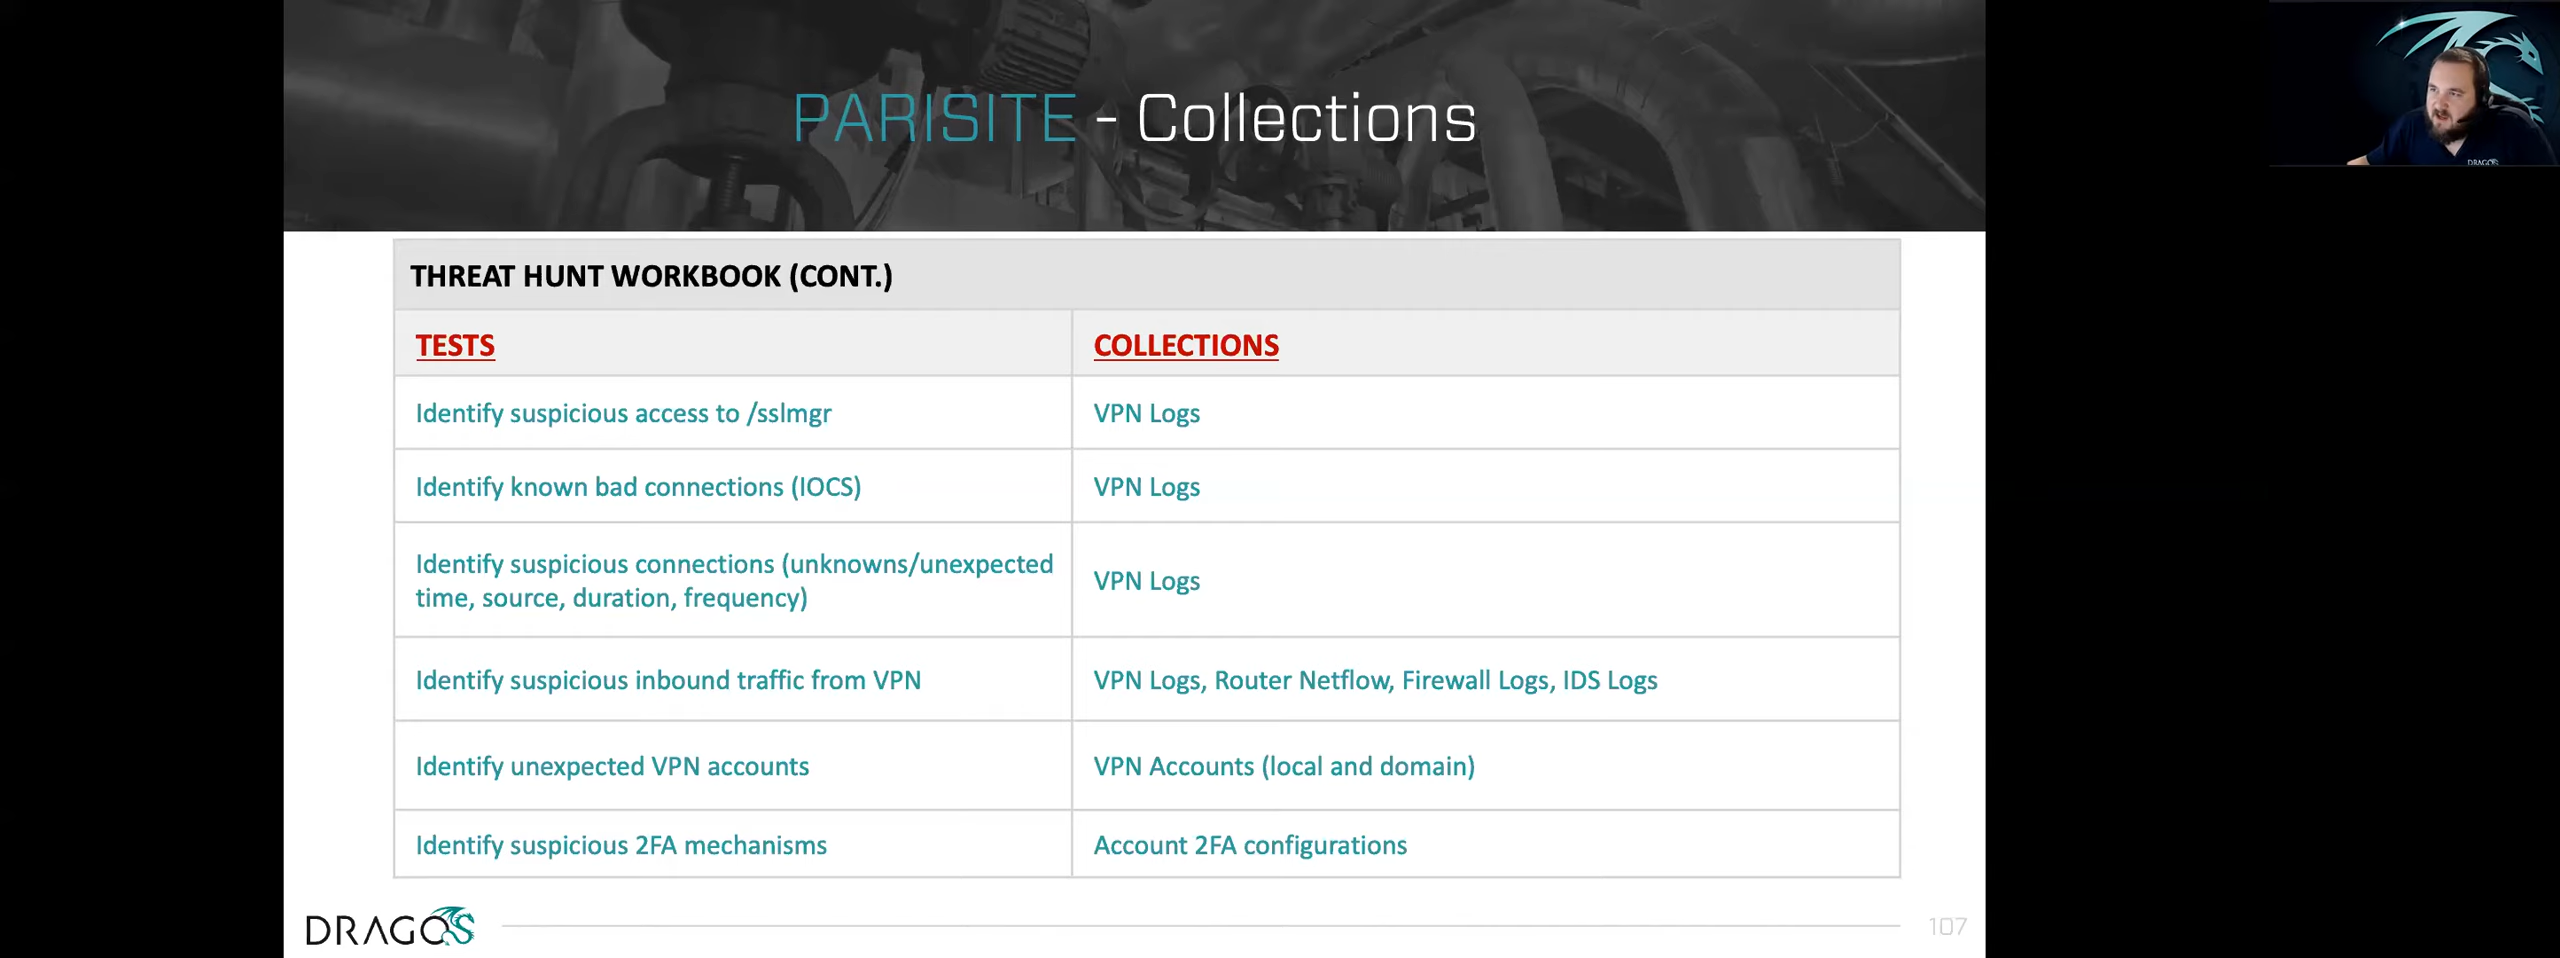 PARISITE - Collections
THREAT HUNT WORKBOOK (CONT.)
TESTS
COLLECTIONS
Identify suspicious access to /sslmgr
VPN Logs
Identify known bad connections (IOCS)
VPN Logs
Identify suspicious connections (unknowns/unexpected
time, source, duration, frequency)
VPN Logs
Identify suspicious inbound traffic from VPN
VPN Logs, Router Netflow, Firewall Logs, IDS Logs
Identify unexpected VPN accounts
VPN Accounts (local and domain)
Identify suspicious 2FA mechanisms
Account 2FA configurations
DRAGOS
107
DRAGOS